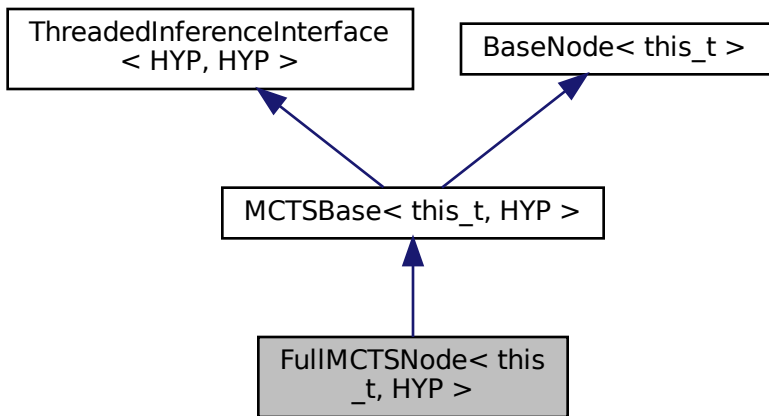 ThreadedInferenceInterface
< HYP, HYP >
BaseNode< this_t >
MCTSBase< this_t, HYP >
FullMCTSNode< this
_t, HYP >